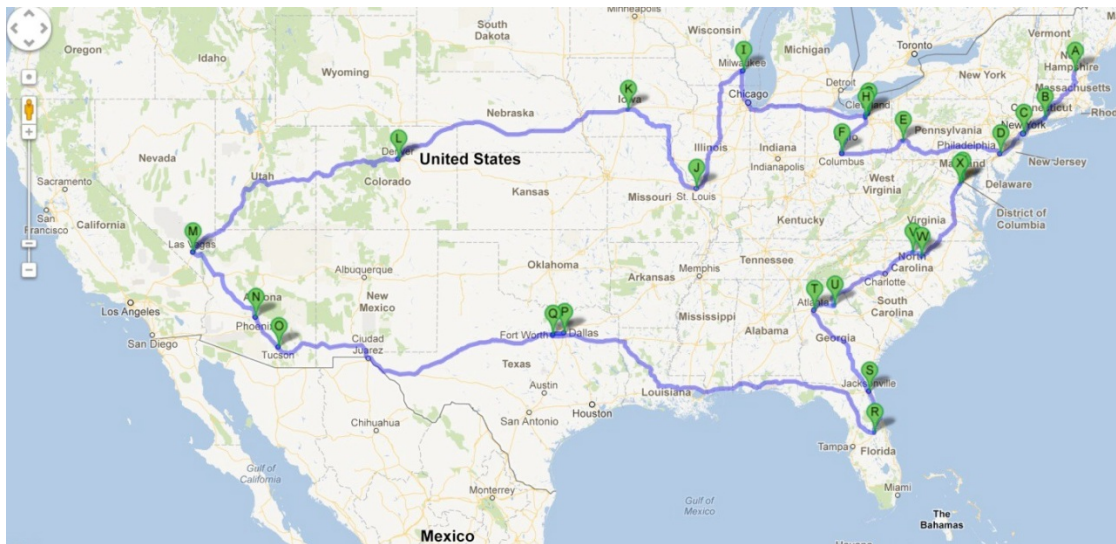 Minneapolis
Vermont
Oregon
South
Dakota
Wisconsin
Michigan
Toronto
A
New
Hampshire
Idaho
Wyoming
I
Milwaukee
Detroit
New York
Massachusetts
B
Connecticut
Rhod
K
Iowa
Chicago
H
Cleveland
C
New York
Nebraska
E
Pennsylvania
F
D
Philadelphia
Nevada
L
Denver
United States
Illinois
Indiana
Columbus
New Jersey
Utah
Colorado
Indianapolis
X
Maryland
Sacramento
J
West
Virginia
Delaware
San
Francisco
Kansas
Missouri
St. Louis
California
Kentucky
Virginia
District of
Columbia
M
Las Vegas
V
W
North
Carolina
Albuquerque
Oklahoma
Tennessee
Arkansas
Memphis
Charlotte
N
Arizona
New
Mexico
T
U
Los Angeles
Phoenix
Q
P
Atlanta
South
Carolina
O
Mississippi
San Diego
Tucson
Ciudad
Juarez
Fort Worth
Dallas
Alabama
Georgia
Texas
S
Jacksonville
Austin
Louisiana
Houston
San Antonio
R
Chihuahua
Tampa
Florida
Gulf of
California
Monterrey
Gulf of
Mexico
Miami
The
Bahamas
Mexico